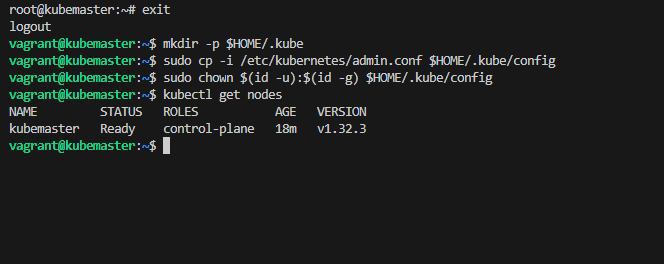 root@kubemaster:~# exit
logout
vagrant@kubemaster:~$ mkdir -p $HOME/.kube
vagrant@kubemaster:~$ sudo cp -i /etc/kubernetes/admin.conf $HOME/.kube/config
vagrant@kubemaster:~$ sudo chown $(id -u):$(id -g) $HOME/.kube/config
vagrant@kubemaster:~$ kubectl get nodes
NAME         STATUS   ROLES           AGE   VERSION
kubemaster   Ready    control-plane   18m   v1.32.3
vagrant@kubemaster:~$